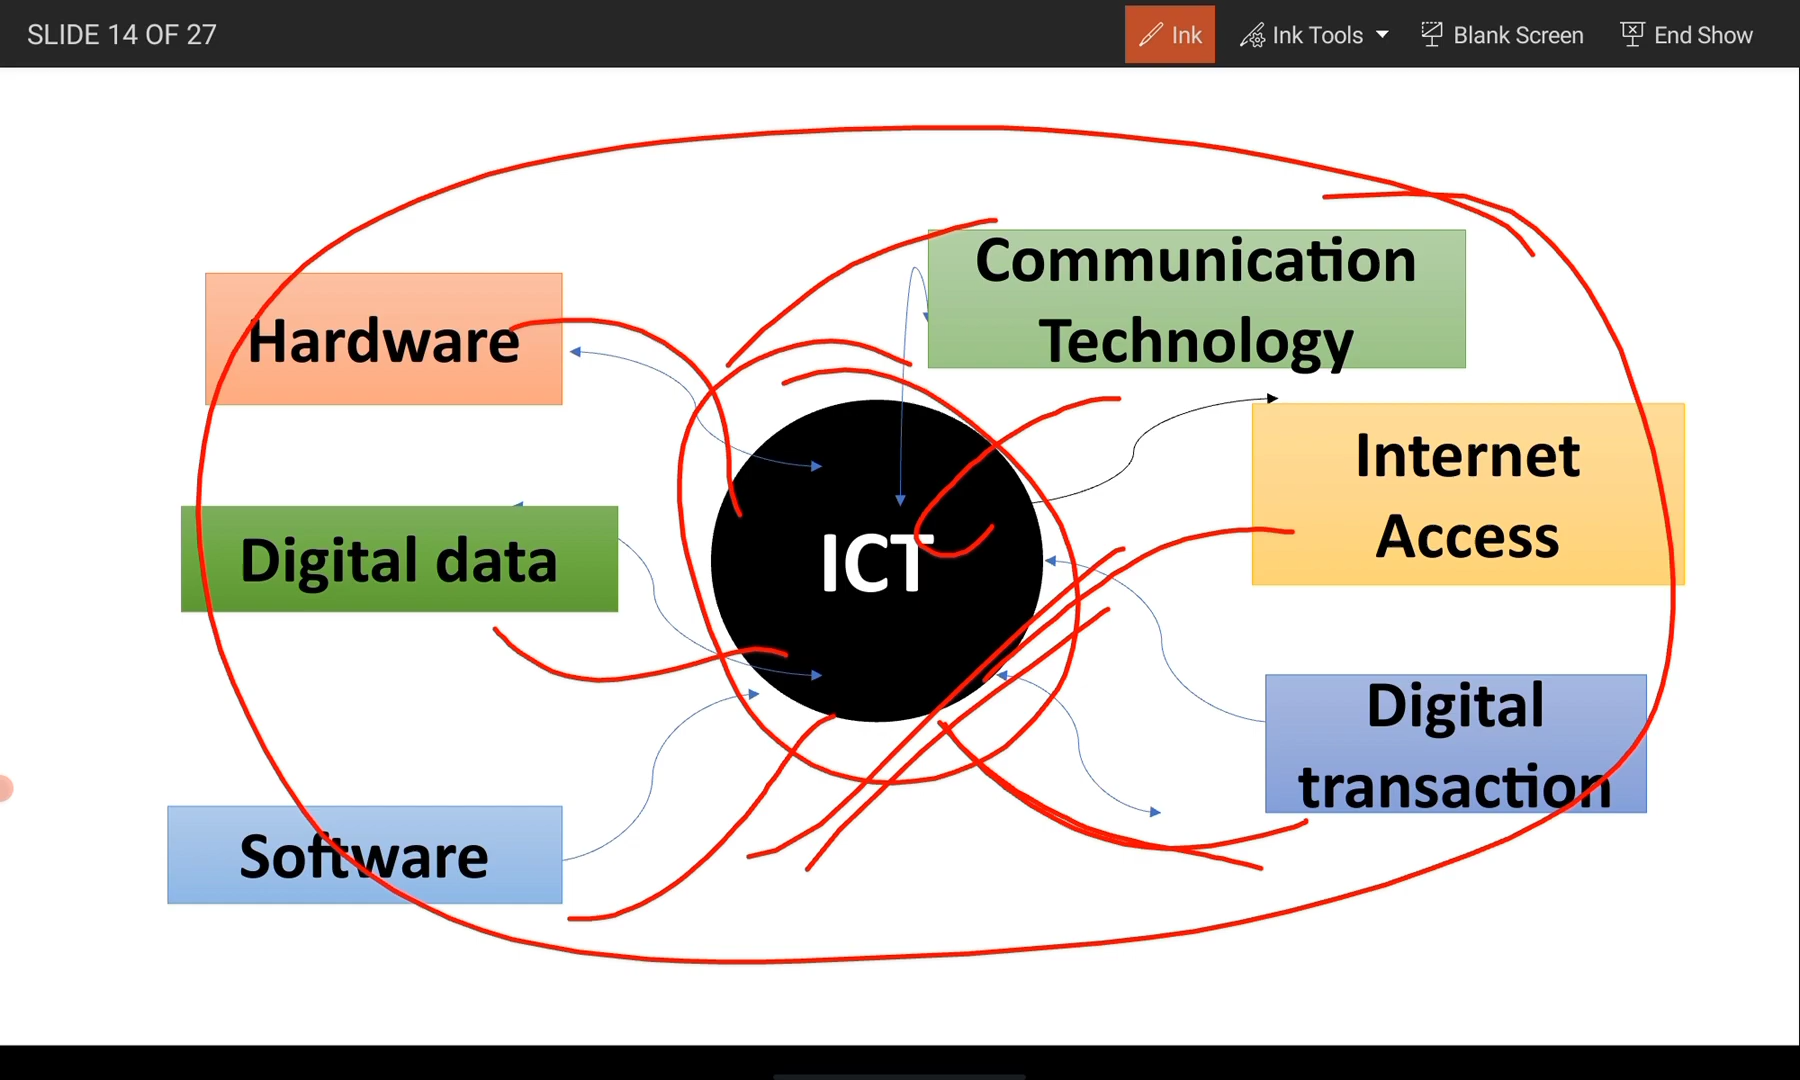 SLIDE 14 OF 27
Ink
Ink Tools
Blank Screen
End Show
Hardware
Digital data
Software
ICT
Communication
Technology
Internet
Access
Digital
transaction